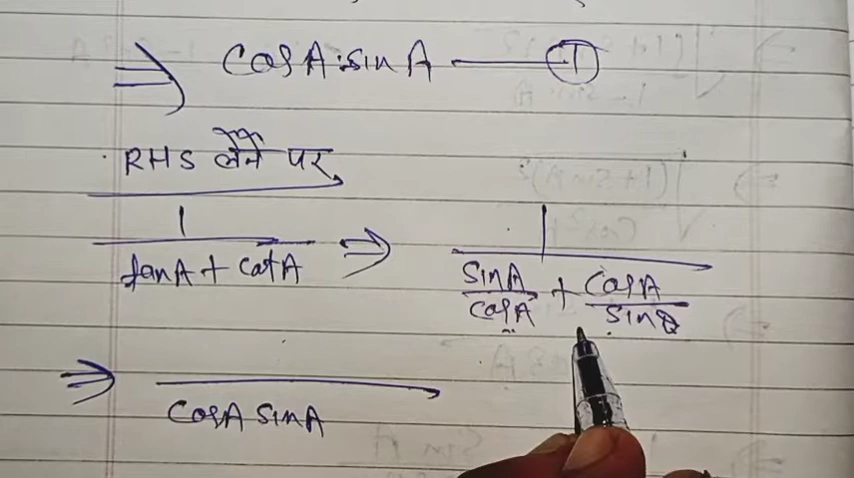 ⇒ CosA.sinA — ①
RHS लेने पर,
1/(tanA + CotA) ⇒ 1/(SinA/CosA + CosA/SinA)
⇒ CosA SinA